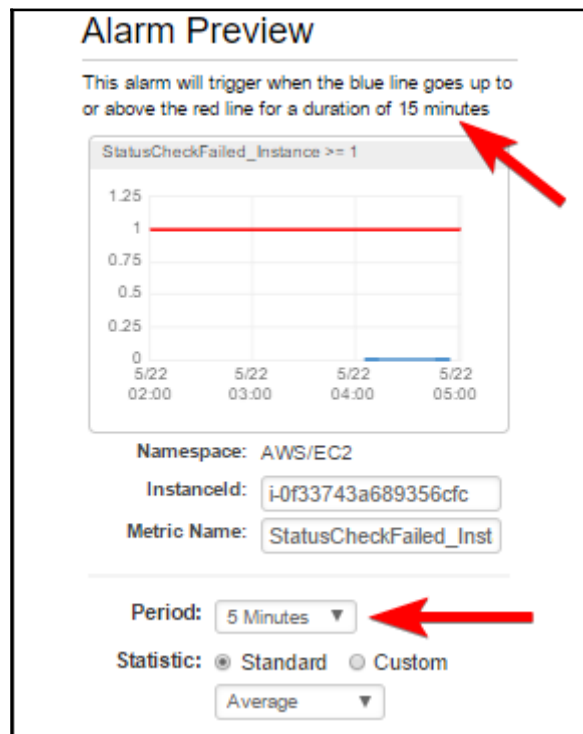 Alarm Preview
This alarm will trigger when the blue line goes up to
or above the red line for a duration of 15 minutes
StatusCheckFailed_Instance >= 1
1.25
1
0.75
0.5
0.25
0
5/22 5/22 5/22 5/22
02:00 03:00 04:00 05:00
Namespace: AWS/EC2
InstanceId: i-0f33743a689356cfc
Metric Name: StatusCheckFailed_Inst
Period: 5 Minutes
Statistic: Standard Custom
Average